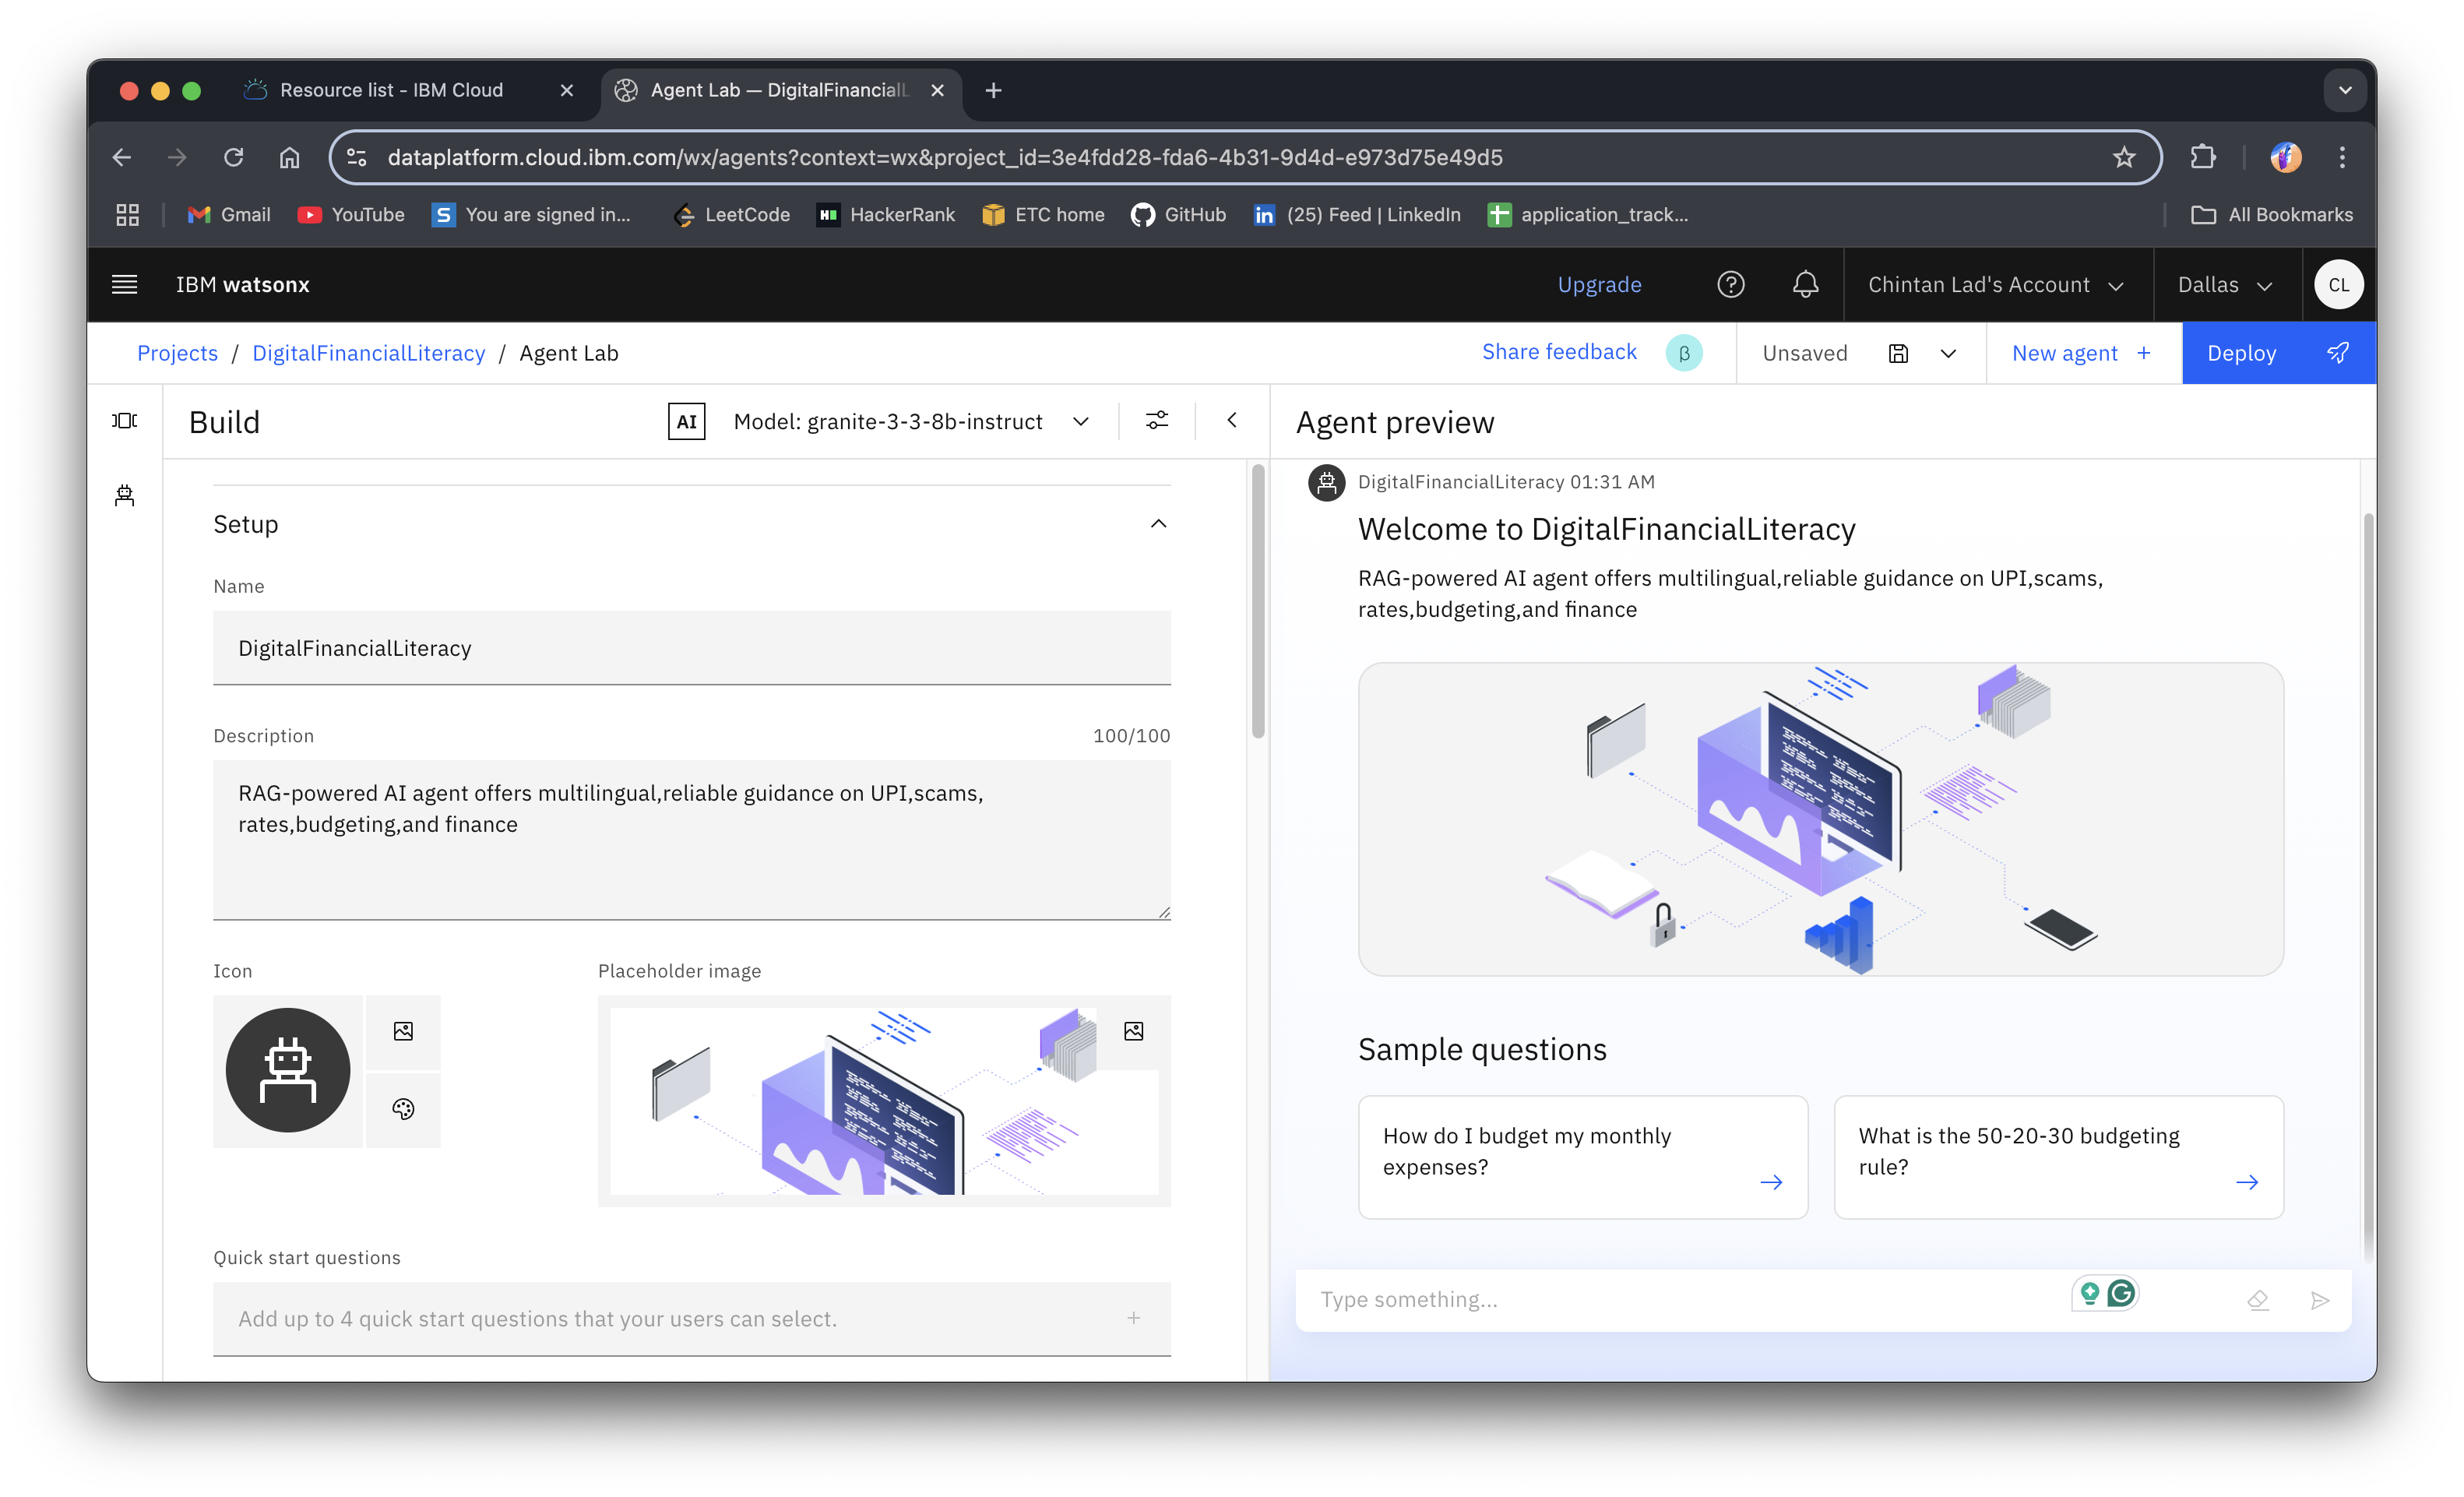 Resource list - IBM Cloud
Agent Lab — DigitalFinancialL
dataplatform.cloud.ibm.com/wx/agents?context=wx&project_id=3e4fdd28-fda6-4b31-9d4d-e973d75e49d5
Gmail
YouTube
S You are signed in...
LeetCode
H HackerRank
ETC home
GitHub
in (25) Feed | LinkedIn
application_track...
All Bookmarks
IBM watsonx
Upgrade
Chintan Lad's Account
Dallas
CL
Projects / DigitalFinancialLiteracy / Agent Lab
Share feedback β
Unsaved
New agent +
Deploy
Build
AI Model: granite-3-3-8b-instruct
Setup
Name
DigitalFinancialLiteracy
Description 100/100
RAG-powered AI agent offers multilingual,reliable guidance on UPI,scams,
rates,budgeting,and finance
Icon
Placeholder image
Quick start questions
Add up to 4 quick start questions that your users can select.
Agent preview
DigitalFinancialLiteracy 01:31 AM
Welcome to DigitalFinancialLiteracy
RAG-powered AI agent offers multilingual,reliable guidance on UPI,scams,
rates,budgeting,and finance
Sample questions
How do I budget my monthly
expenses?
What is the 50-20-30 budgeting
rule?
Type something...